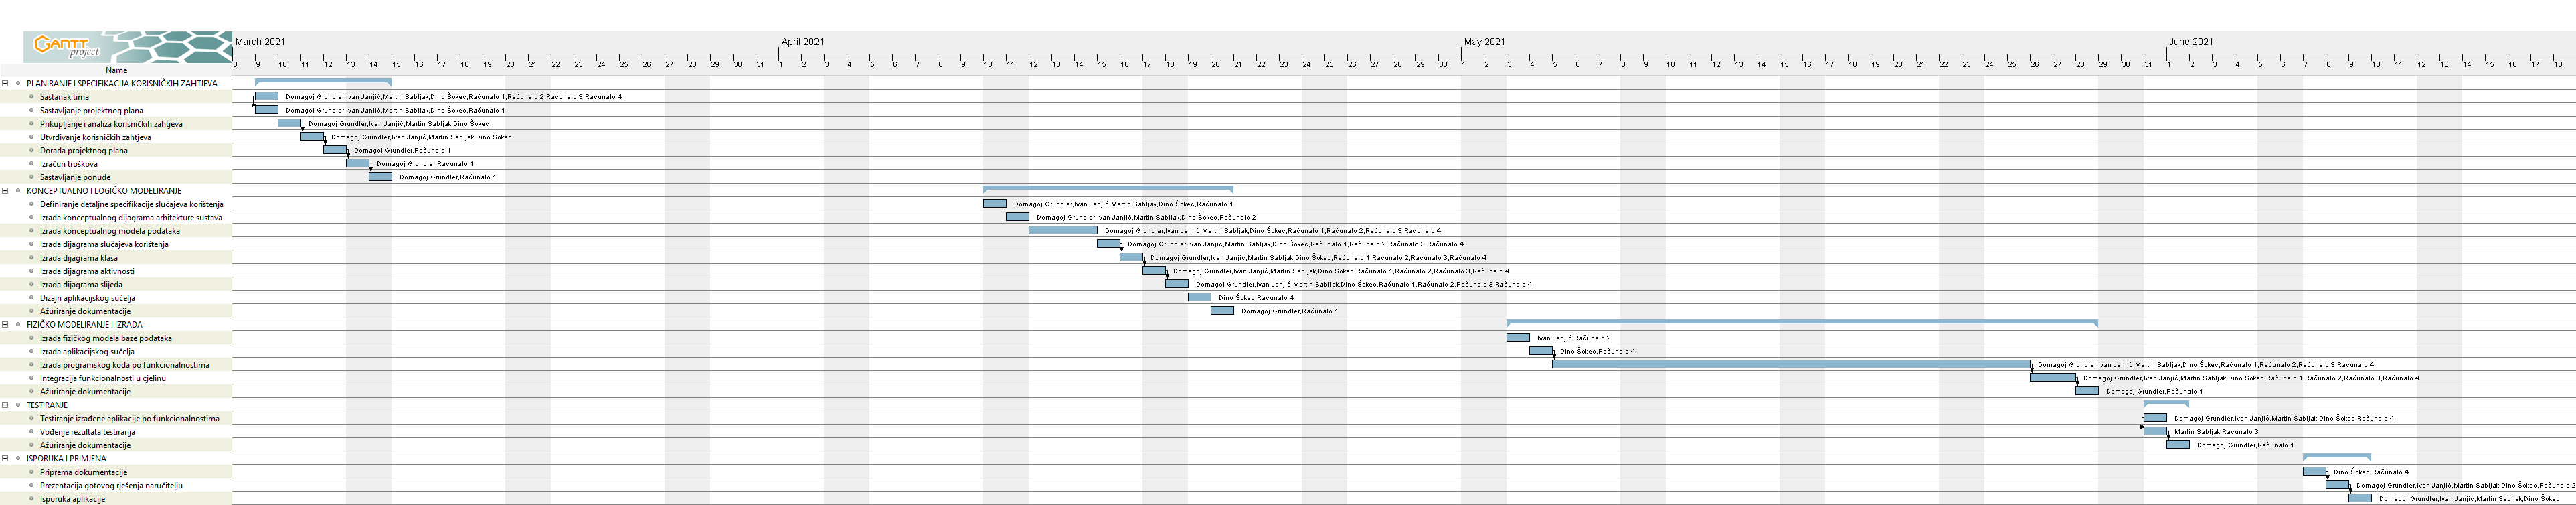 GANTT
project
March 2021 April 2021 May 2021 June 2021
Name
8 9 10 11 12 13 14 15 16 17 18 19 20 21 22 23 24 25 26 27 28 29 30 31 1 2 3 4 5 6 7 8 9 10 11 12 13 14 15 16 17 18 19 20 21 22 23 24 25 26 27 28 29 30 1 2 3 4 5 6 7 8 9 10 11 12 13 14 15 16 17 18 19 20 21 22 23 24 25 26 27 28 29 30 31 1 2 3 4 5 6 7 8 9 10 11 12 13 14 15 16 17 18
PLANIRANJE I SPECIFIKACIJA KORISNIČKIH ZAHTJEVA
Sastanak tima Domagoj Grundler,Ivan Janjić,Martin Sabljak,Dino Šokec,Računalo 1,Računalo 2,Računalo 3,Računalo 4
Sastavljanje projektnog plana Domagoj Grundler,Ivan Janjić,Martin Sabljak,Dino Šokec,Računalo 1
Prikupljanje i analiza korisničkih zahtjeva Domagoj Grundler,Ivan Janjić,Martin Sabljak,Dino Šokec
Utvrđivanje korisničkih zahtjeva Domagoj Grundler,Ivan Janjić,Martin Sabljak,Dino Šokec
Dorada projektnog plana Domagoj Grundler,Računalo 1
Izračun troškova Domagoj Grundler,Računalo 1
Sastavljanje ponude Domagoj Grundler,Računalo 1
KONCEPTUALNO I LOGIČKO MODELIRANJE
Definiranje detaljne specifikacije slučajeva korištenja Domagoj Grundler,Ivan Janjić,Martin Sabljak,Dino Šokec,Računalo 1
Izrada konceptualnog dijagrama arhitekture sustava Domagoj Grundler,Ivan Janjić,Martin Sabljak,Dino Šokec,Računalo 2
Izrada konceptualnog modela podataka Domagoj Grundler,Ivan Janjić,Martin Sabljak,Dino Šokec,Računalo 1,Računalo 2,Računalo 3,Računalo 4
Izrada dijagrama slučajeva korištenja Domagoj Grundler,Ivan Janjić,Martin Sabljak,Dino Šokec,Računalo 1,Računalo 2,Računalo 3,Računalo 4
Izrada dijagrama klasa Domagoj Grundler,Ivan Janjić,Martin Sabljak,Dino Šokec,Računalo 1,Računalo 2,Računalo 3,Računalo 4
Izrada dijagrama aktivnosti Domagoj Grundler,Ivan Janjić,Martin Sabljak,Dino Šokec,Računalo 1,Računalo 2,Računalo 3,Računalo 4
Izrada dijagrama slijeda Domagoj Grundler,Ivan Janjić,Martin Sabljak,Dino Šokec,Računalo 1,Računalo 2,Računalo 3,Računalo 4
Dizajn aplikacijskog sučelja Dino Šokec,Računalo 4
Ažuriranje dokumentacije Domagoj Grundler,Računalo 1
FIZIČKO MODELIRANJE I IZRADA
Izrada fizičkog modela baze podataka Ivan Janjić,Računalo 2
Izrada aplikacijskog sučelja Dino Šokec,Računalo 4
Izrada programskog koda po funkcionalnostima Domagoj Grundler,Ivan Janjić,Martin Sabljak,Dino Šokec,Računalo 1,Računalo 2,Računalo 3,Računalo 4
Integracija funkcionalnosti u cjelinu Domagoj Grundler,Ivan Janjić,Martin Sabljak,Dino Šokec,Računalo 1,Računalo 2,Računalo 3,Računalo 4
Ažuriranje dokumentacije Domagoj Grundler,Računalo 1
TESTIRANJE
Testiranje izrađene aplikacije po funkcionalnostima Domagoj Grundler,Ivan Janjić,Martin Sabljak,Dino Šokec,Računalo 4
Vođenje rezultata testiranja Martin Sabljak,Računalo 3
Ažuriranje dokumentacije Domagoj Grundler,Računalo 1
ISPORUKA I PRIMJENA
Priprema dokumentacije Dino Šokec,Računalo 4
Prezentacija gotovog rješenja naručitelju Domagoj Grundler,Ivan Janjić,Martin Sabljak,Dino Šokec,Računalo 2
Isporuka aplikacije Domagoj Grundler,Ivan Janjić,Martin Sabljak,Dino Šokec